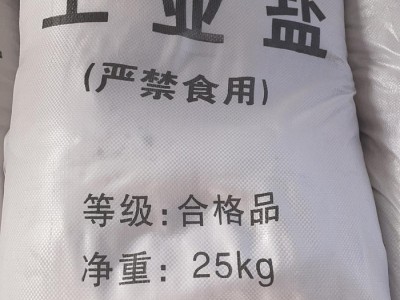 工业盐
(严禁食用)
等级:合格品
净重:25kg